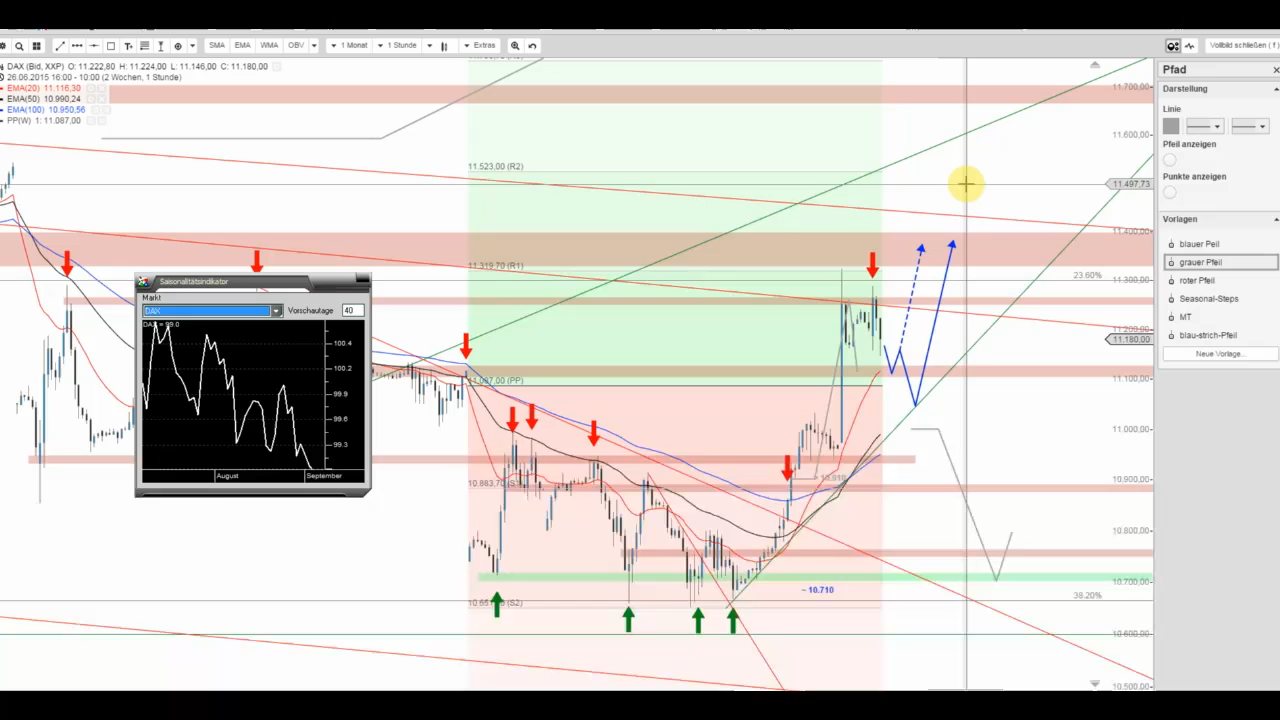 SMA EMA WMA OBV 1 Monat 1 Stunde Extras Vollbild schließen (f)
DAX (Bid, XXP) O: 11.222,80 H: 11.224,00 L: 11.146,00 C: 11.180,00
26.06.2015 16:00 - 10:00 (2 Wochen, 1 Stunde)
EMA(20) 11.116,30
EMA(50) 10.990,24
EMA(100) 10.950,56
PP(W) 1: 11.087,00
11.523,00 (R2)
11.319,70 (R1)
11.087,00 (PP)
10.883,70 (S
(S2)
10.910
~ 10.710
23.60%
38.20%
11.700,00
11.600,00
11.497,73
11.400,00
11.300,00
11.200,00
11.180,00
11.100,00
11.000,00
10.900,00
10.800,00
10.700,00
10.600,00
10.500,00
Saisonalitätsindikator
Markt
DAX Vorschautage 40
DAX = 99.0
100.4
100.2
99.9
99.6
99.3
August September
Pfad
Darstellung
Linie
Pfeil anzeigen
Punkte anzeigen
Vorlagen
blauer Peil
grauer Pfeil
roter Pfeil
Seasonal-Steps
MT
blau-strich-Pfeil
Neue Vorlage...